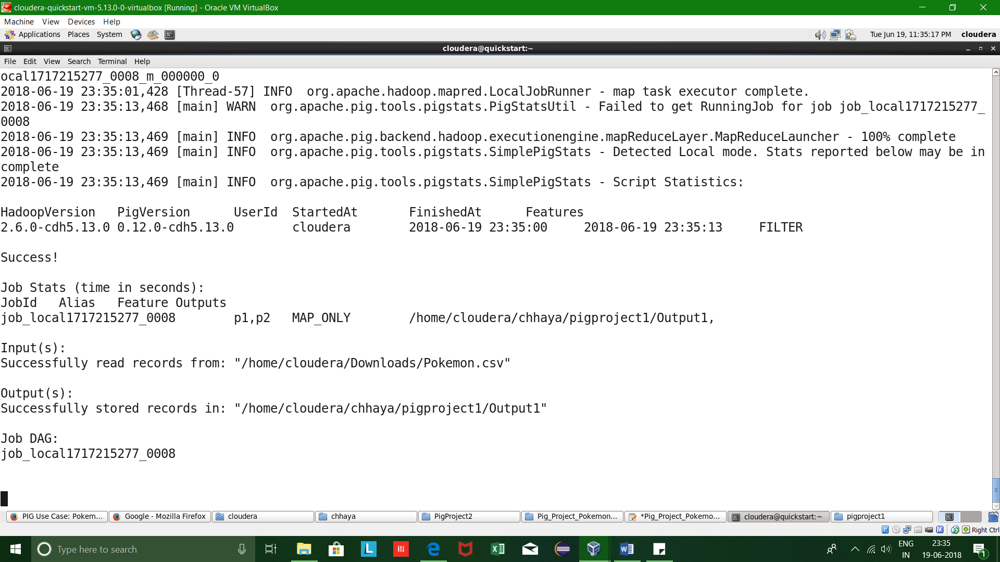 cloudera-quickstart-vm-5.13.0-0-virtualbox [Running] - Oracle VM VirtualBox
Machine View Devices Help
Applications Places System Tue Jun 19, 11:35:17 PM cloudera
cloudera@quickstart:~
File Edit View Search Terminal Help
ocal1717215277_0008_m_000000_0
2018-06-19 23:35:01,428 [Thread-57] INFO  org.apache.hadoop.mapred.LocalJobRunner - map task executor complete.
2018-06-19 23:35:13,468 [main] WARN  org.apache.pig.tools.pigstats.PigStatsUtil - Failed to get RunningJob for job job_local1717215277_
0008
2018-06-19 23:35:13,469 [main] INFO  org.apache.pig.backend.hadoop.executionengine.mapReduceLayer.MapReduceLauncher - 100% complete
2018-06-19 23:35:13,469 [main] INFO  org.apache.pig.tools.pigstats.SimplePigStats - Detected Local mode. Stats reported below may be in
complete
2018-06-19 23:35:13,469 [main] INFO  org.apache.pig.tools.pigstats.SimplePigStats - Script Statistics:
HadoopVersion PigVersion UserId StartedAt FinishedAt Features
2.6.0-cdh5.13.0 0.12.0-cdh5.13.0 cloudera 2018-06-19 23:35:00 2018-06-19 23:35:13 FILTER
Success!
Job Stats (time in seconds):
JobId Alias Feature Outputs
job_local1717215277_0008 p1,p2 MAP_ONLY /home/cloudera/chhaya/pigproject1/Output1,
Input(s):
Successfully read records from: "/home/cloudera/Downloads/Pokemon.csv"
Output(s):
Successfully stored records in: "/home/cloudera/chhaya/pigproject1/Output1"
Job DAG:
job_local1717215277_0008
PIG Use Case: Pokem... Google - Mozilla Firefox cloudera chhaya PigProject2 Pig_Project_Pokemon... *Pig_Project_Pokemo... cloudera@quickstart:~ pigproject1
Right Ctrl
Type here to search
ENG 23:35
IN 19-06-2018 1